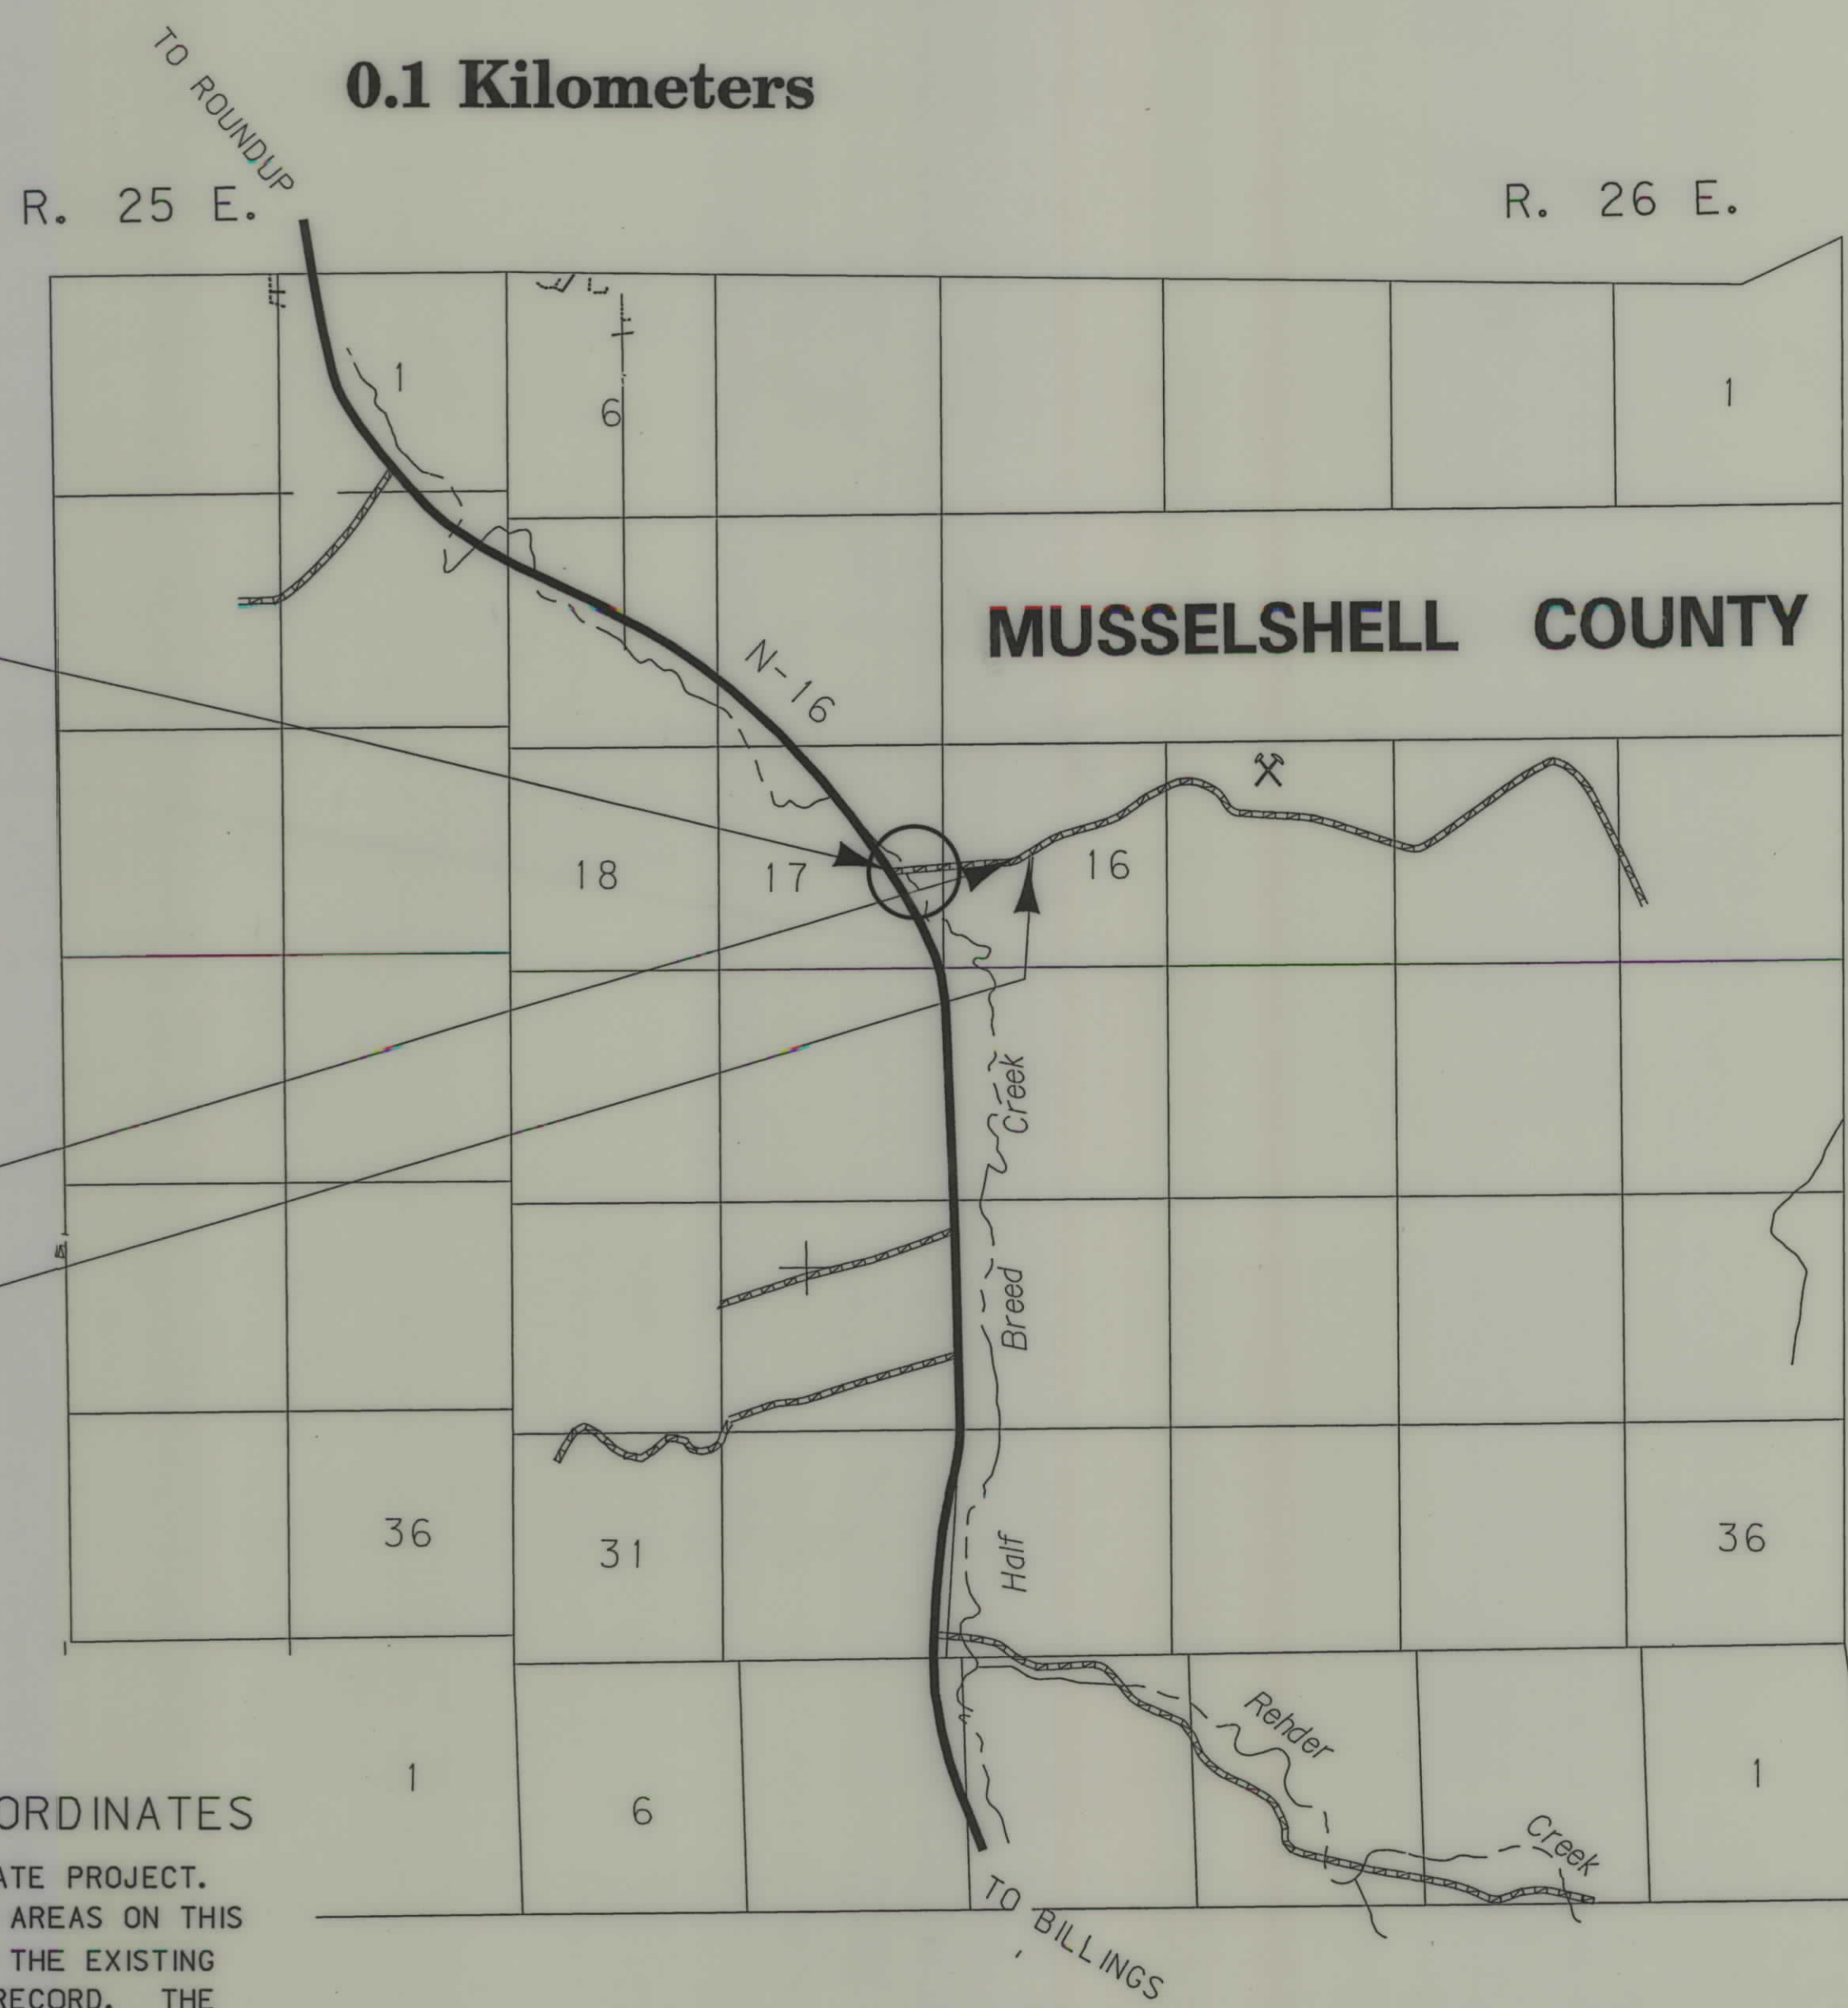 0.1 Kilometers
TO ROUNDUP
R. 25 E.
R. 26 E.
1
6
1
MUSSELSHELL COUNTY
N-16
18
17
16
Half Breed Creek
36
31
36
1
6
1
Rehder Creek
ORDINATES
ATE PROJECT.
AREAS ON THIS
THE EXISTING
RECORD. THE
TO BILLINGS